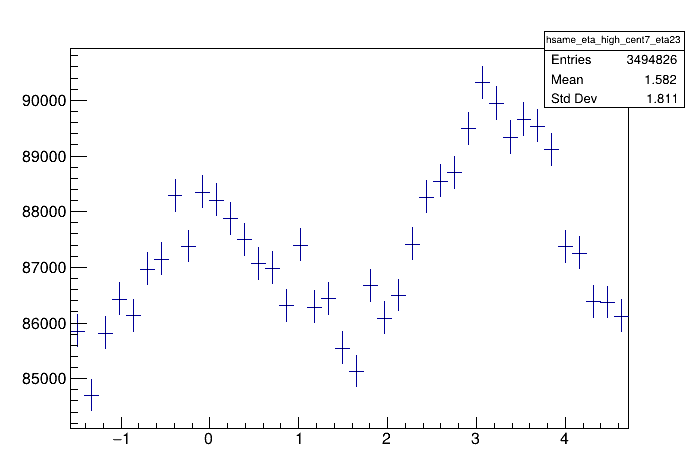 hsame_eta_high_cent7_eta23
Entries 3494826
Mean 1.582
Std Dev 1.811
90000
89000
88000
87000
86000
85000
−1 0 1 2 3 4